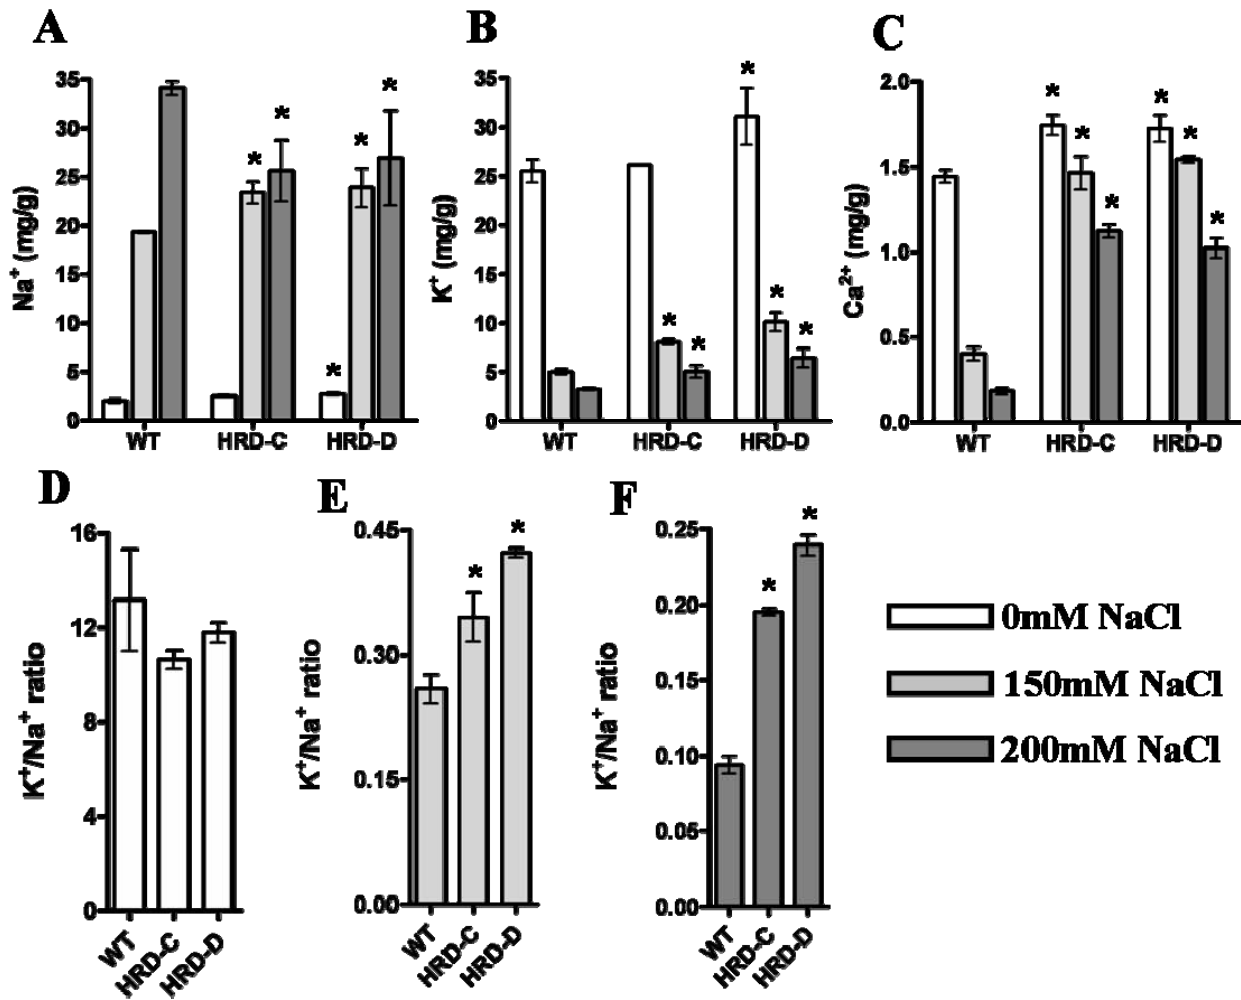 A
Na⁺ (mg/g)
35
30
25
20
15
10
5
0
*
*
*
*
*
WT
HRD-C
HRD-D
B
K⁺ (mg/g)
35
30
25
20
15
10
5
0
*
*
*
*
*
WT
HRD-C
HRD-D
C
Ca²⁺ (mg/g)
2.0
1.5
1.0
0.5
0.0
*
*
*
*
*
*
WT
HRD-C
HRD-D
D
K⁺/Na⁺ ratio
16
12
8
4
0
WT
HRD-C
HRD-D
E
K⁺/Na⁺ ratio
0.45
0.30
0.15
0.00
*
*
WT
HRD-C
HRD-D
F
K⁺/Na⁺ ratio
0.25
0.20
0.15
0.10
0.05
0.00
*
*
WT
HRD-C
HRD-D
0mM NaCl
150mM NaCl
200mM NaCl